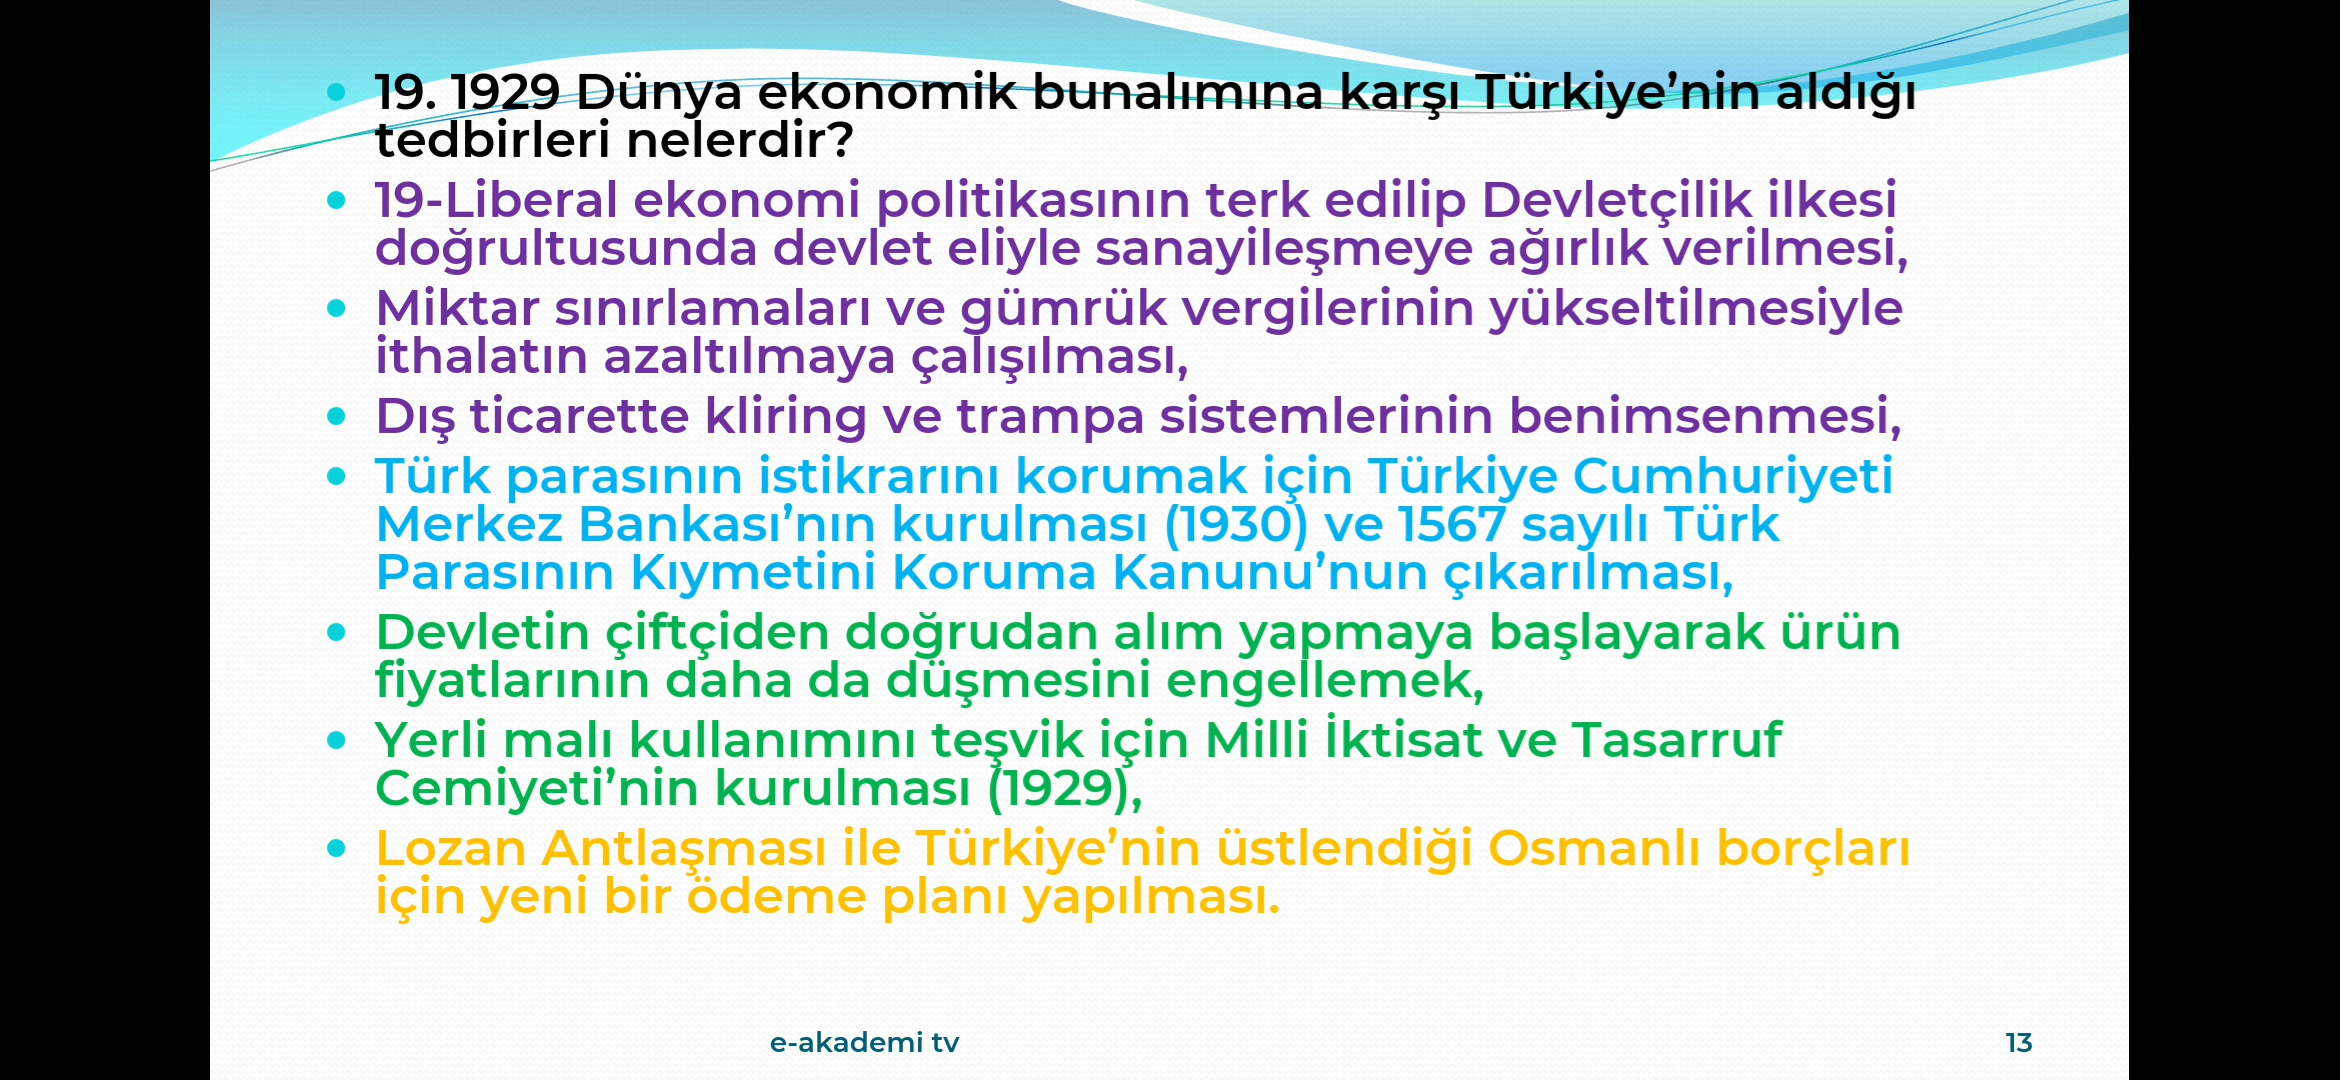 19. 1929 Dünya ekonomik bunalımına karşı Türkiye’nin aldığı
tedbirleri nelerdir?
19-Liberal ekonomi politikasının terk edilip Devletçilik ilkesi
doğrultusunda devlet eliyle sanayileşmeye ağırlık verilmesi,
Miktar sınırlamaları ve gümrük vergilerinin yükseltilmesiyle
ithalatın azaltılmaya çalışılması,
Dış ticarette kliring ve trampa sistemlerinin benimsenmesi,
Türk parasının istikrarını korumak için Türkiye Cumhuriyeti
Merkez Bankası’nın kurulması (1930) ve 1567 sayılı Türk
Parasının Kıymetini Koruma Kanunu’nun çıkarılması,
Devletin çiftçiden doğrudan alım yapmaya başlayarak ürün
fiyatlarının daha da düşmesini engellemek,
Yerli malı kullanımını teşvik için Milli İktisat ve Tasarruf
Cemiyeti’nin kurulması (1929),
Lozan Antlaşması ile Türkiye’nin üstlendiği Osmanlı borçları
için yeni bir ödeme planı yapılması.
e-akademi tv
13